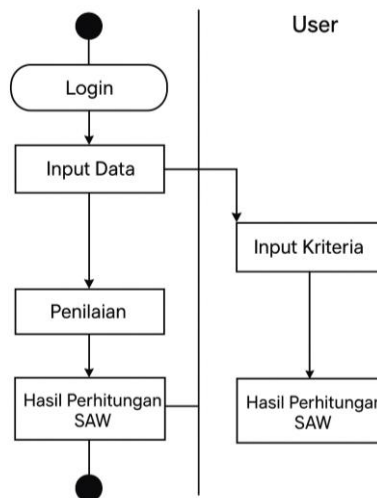 User
Login
Input Data
Input Kriteria
Penilaian
Hasil Perhitungan
SAW
Hasil Perhitungan
SAW